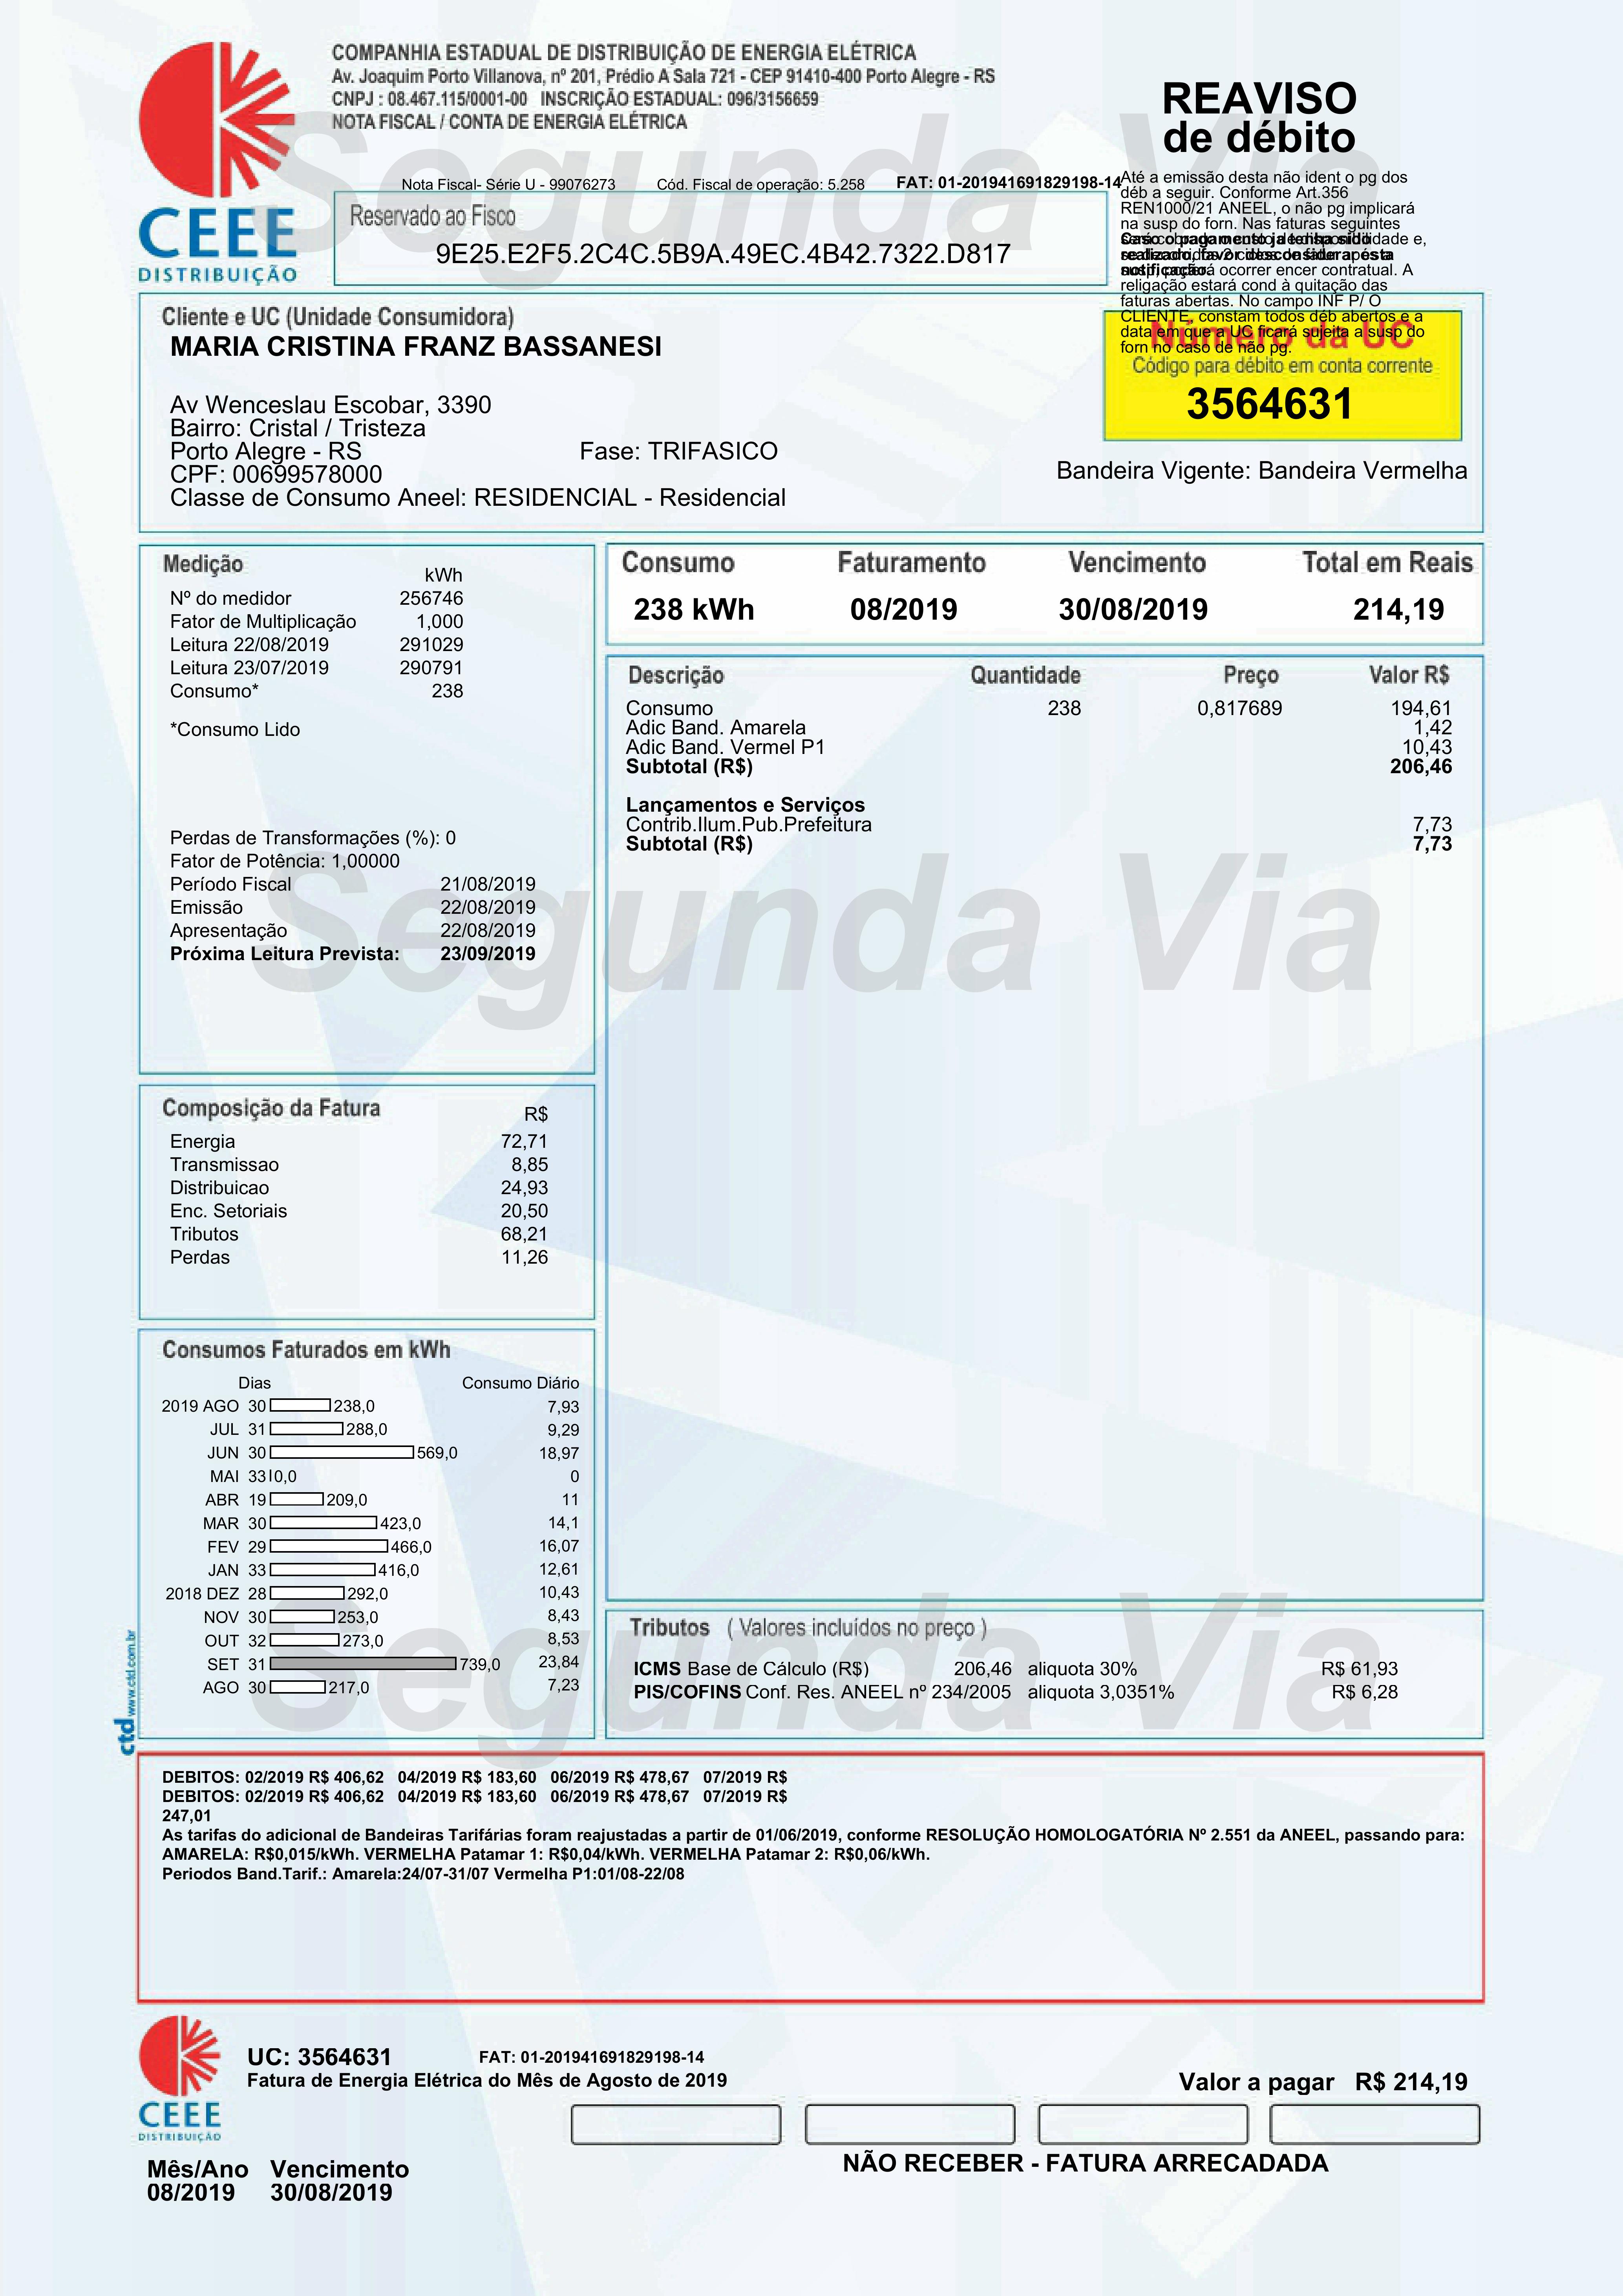 COMPANHIA ESTADUAL DE DISTRIBUIÇÃO DE ENERGIA ELÉTRICA
Av. Joaquim Porto Villanova, nº 201, Prédio A Sala 721 - CEP 91410-400 Porto Alegre - RS
CNPJ : 08.467.115/0001-00 INSCRIÇÃO ESTADUAL: 096/3156659
NOTA FISCAL / CONTA DE ENERGIA ELÉTRICA
REAVISO
de débito
Segunda Via
CEEE
DISTRIBUIÇÃO
Nota Fiscal- Série U - 99076273 Cód. Fiscal de operação: 5.258 FAT: 01-201941691829198-14
Reservado ao Fisco
9E25.E2F5.2C4C.5B9A.49EC.4B42.7322.D817
Até a emissão desta não ident o pg dos
déb a seguir. Conforme Art.356
REN1000/21 ANEEL, o não pg implicará
na susp do forn. Nas faturas seguintes
Caso o pagamento ja tenha sido
realizado, favor desconsiderar esta
notificação.
ocorrer encer contratual. A
religação estará cond à quitação das
faturas abertas. No campo INF P/ O
CLIENTE, constam todos déb abertos e a
data em que a UC ficará sujeita a susp do
forn no caso de não pg.
Número da UC
Código para débito em conta corrente
3564631
Bandeira Vigente: Bandeira Vermelha
Cliente e UC (Unidade Consumidora)
MARIA CRISTINA FRANZ BASSANESI
Av Wenceslau Escobar, 3390
Bairro: Cristal / Tristeza
Porto Alegre - RS Fase: TRIFASICO
CPF: 00699578000
Classe de Consumo Aneel: RESIDENCIAL - Residencial
Medição
kWh
Nº do medidor 256746
Fator de Multiplicação 1,000
Leitura 22/08/2019 291029
Leitura 23/07/2019 290791
Consumo* 238
*Consumo Lido
Perdas de Transformações (%): 0
Fator de Potência: 1,00000
Período Fiscal 21/08/2019
Emissão 22/08/2019
Apresentação 22/08/2019
Próxima Leitura Prevista: 23/09/2019
Consumo Faturamento Vencimento Total em Reais
238 kWh 08/2019 30/08/2019 214,19
Descrição Quantidade Preço Valor R$
Consumo 238 0,817689 194,61
Adic Band. Amarela 1,42
Adic Band. Vermel P1 10,43
Subtotal (R$) 206,46
Lançamentos e Serviços
Contrib.Ilum.Pub.Prefeitura 7,73
Subtotal (R$) 7,73
Segunda Via
Composição da Fatura R$
Energia 72,71
Transmissao 8,85
Distribuicao 24,93
Enc. Setoriais 20,50
Tributos 68,21
Perdas 11,26
Consumos Faturados em kWh
Dias Consumo Diário
2019 AGO 30 238,0 7,93
JUL 31 288,0 9,29
JUN 30 569,0 18,97
MAI 33 0,0 0
ABR 19 209,0 11
MAR 30 423,0 14,1
FEV 29 466,0 16,07
JAN 33 416,0 12,61
2018 DEZ 28 292,0 10,43
NOV 30 253,0 8,43
OUT 32 273,0 8,53
SET 31 739,0 23,84
AGO 30 217,0 7,23
Segunda Via
Tributos ( Valores incluídos no preço )
ICMS Base de Cálculo (R$) 206,46 aliquota 30% R$ 61,93
PIS/COFINS Conf. Res. ANEEL nº 234/2005 aliquota 3,0351% R$ 6,28
ctd www.ctd.com.br
DEBITOS: 02/2019 R$ 406,62 04/2019 R$ 183,60 06/2019 R$ 478,67 07/2019 R$
DEBITOS: 02/2019 R$ 406,62 04/2019 R$ 183,60 06/2019 R$ 478,67 07/2019 R$
247,01
As tarifas do adicional de Bandeiras Tarifárias foram reajustadas a partir de 01/06/2019, conforme RESOLUÇÃO HOMOLOGATÓRIA Nº 2.551 da ANEEL, passando para:
AMARELA: R$0,015/kWh. VERMELHA Patamar 1: R$0,04/kWh. VERMELHA Patamar 2: R$0,06/kWh.
Periodos Band.Tarif.: Amarela:24/07-31/07 Vermelha P1:01/08-22/08
CEEE
DISTRIBUIÇÃO
UC: 3564631 FAT: 01-201941691829198-14
Fatura de Energia Elétrica do Mês de Agosto de 2019
Valor a pagar R$ 214,19
NÃO RECEBER - FATURA ARRECADADA
Mês/Ano Vencimento
08/2019 30/08/2019